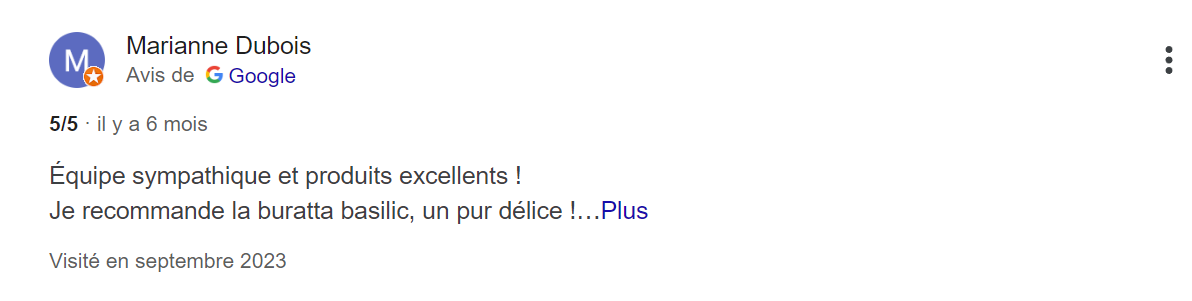 M
Marianne Dubois
Avis de Google
5/5 · il y a 6 mois
Équipe sympathique et produits excellents !
Je recommande la buratta basilic, un pur délice !…Plus
Visité en septembre 2023